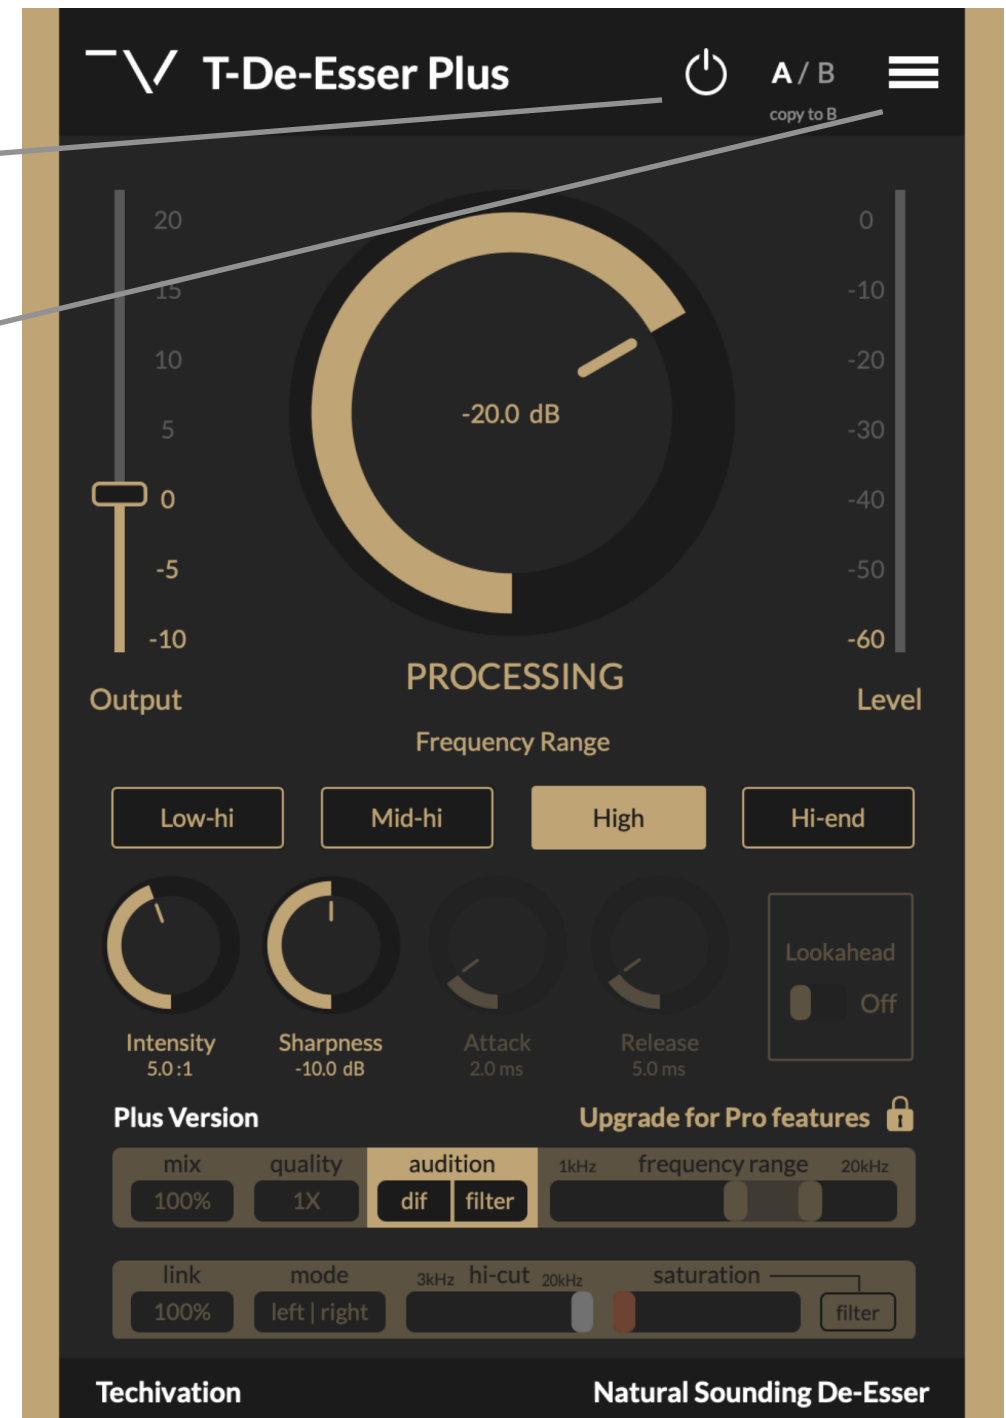 T-De-Esser Plus
A / B
copy to B
20
15
10
5
0
-5
-10
Output
-20.0 dB
PROCESSING
0
-10
-20
-30
-40
-50
-60
Level
Frequency Range
Low-hi Mid-hi High Hi-end
Intensity
5.0 :1
Sharpness
-10.0 dB
Attack
2.0 ms
Release
5.0 ms
Lookahead
Off
Plus Version Upgrade for Pro features
mix quality audition 1kHz frequency range 20kHz
100% 1X dif filter
link mode 3kHz hi-cut 20kHz saturation
100% left | right filter
Techivation Natural Sounding De-Esser